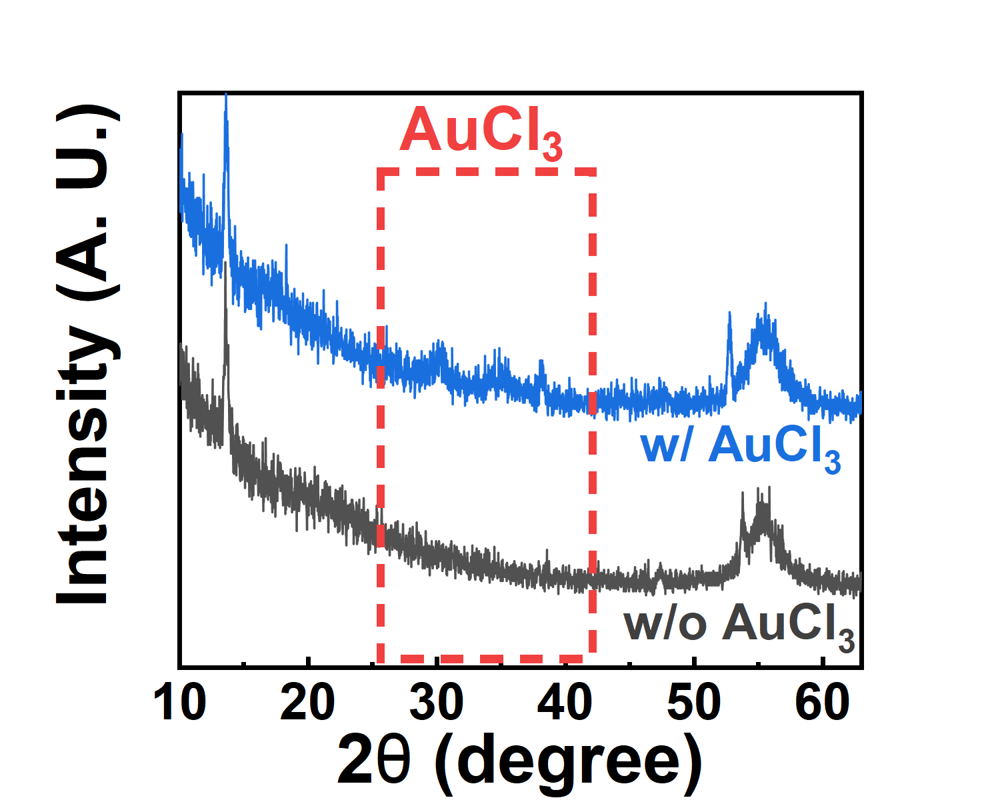 Intensity (A. U.)
AuCl₃
w/ AuCl₃
w/o AuCl₃
10 20 30 40 50 60
2θ (degree)